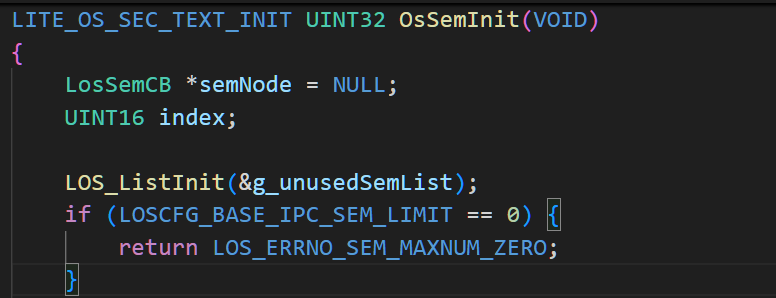 LITE_OS_SEC_TEXT_INIT UINT32 OsSemInit(VOID)
{
    LosSemCB *semNode = NULL;
    UINT16 index;

    LOS_ListInit(&g_unusedSemList);
    if (LOSCFG_BASE_IPC_SEM_LIMIT == 0) {
        return LOS_ERRNO_SEM_MAXNUM_ZERO;
    }